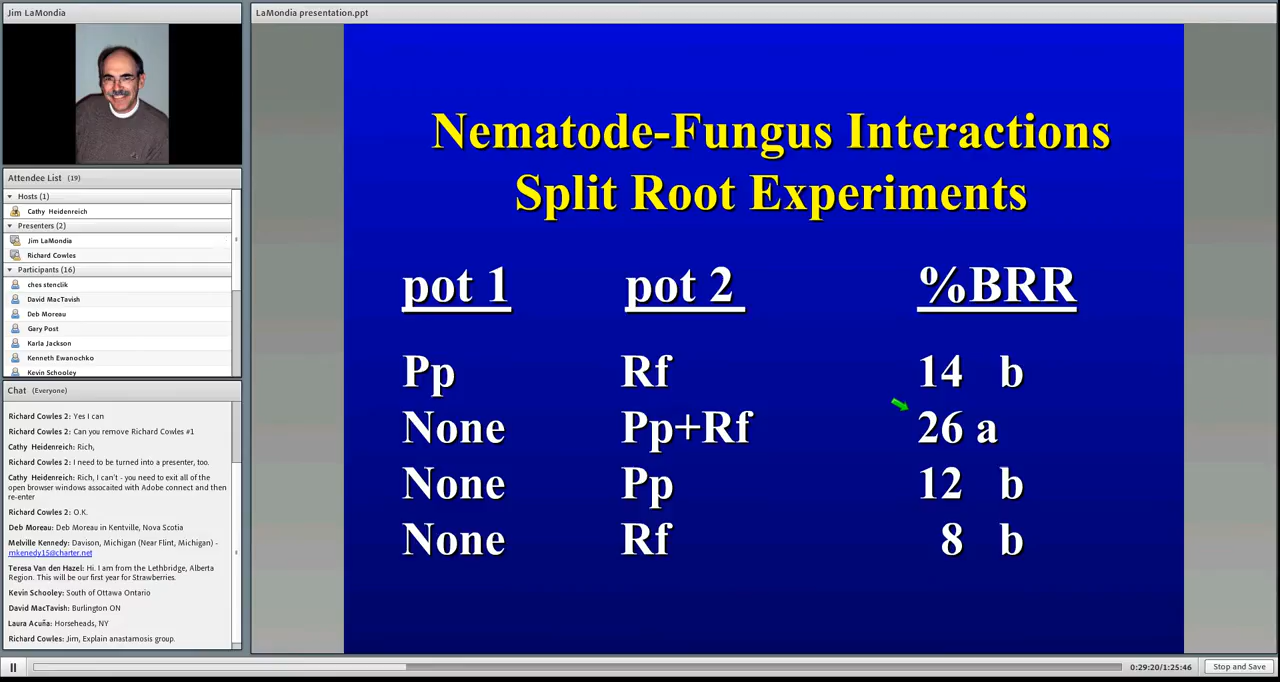 Jim LaMondia
LaMondia presentation.ppt
Attendee List (19)
Hosts (1)
Cathy Heidenreich
Presenters (2)
Jim LaMondia
Richard Cowles
Participants (16)
ches stenclik
David MacTavish
Deb Moreau
Gary Post
Karla Jackson
Kenneth Ewanochko
Kevin Schooley
Chat (Everyone)
Richard Cowles 2: Yes I can
Richard Cowles 2: Can you remove Richard Cowles #1
Cathy Heidenreich: Rich,
Richard Cowles 2: I need to be turned into a presenter, too.
Cathy Heidenreich: Rich, I can't - you need to exit all of the
open browser windows assocaited with Adobe connect and then
re-enter
Richard Cowles 2: O.K.
Deb Moreau: Deb Moreau in Kentville, Nova Scotia
Melville Kennedy: Davison, Michigan (Near Flint, Michigan) -
mkenedy15@charter.net
Teresa Van den Hazel: Hi. I am from the Lethbridge, Alberta
Region. This will be our first year for Strawberries.
Kevin Schooley: South of Ottawa Ontario
David MacTavish: Burlington ON
Laura Acuña: Horseheads, NY
Richard Cowles: Jim, Explain anastamosis group.
Nematode-Fungus Interactions
Split Root Experiments
pot 1 pot 2 %BRR
Pp Rf 14 b
None Pp+Rf 26 a
None Pp 12 b
None Rf 8 b
0:29:20/1:25:46
Stop and Save